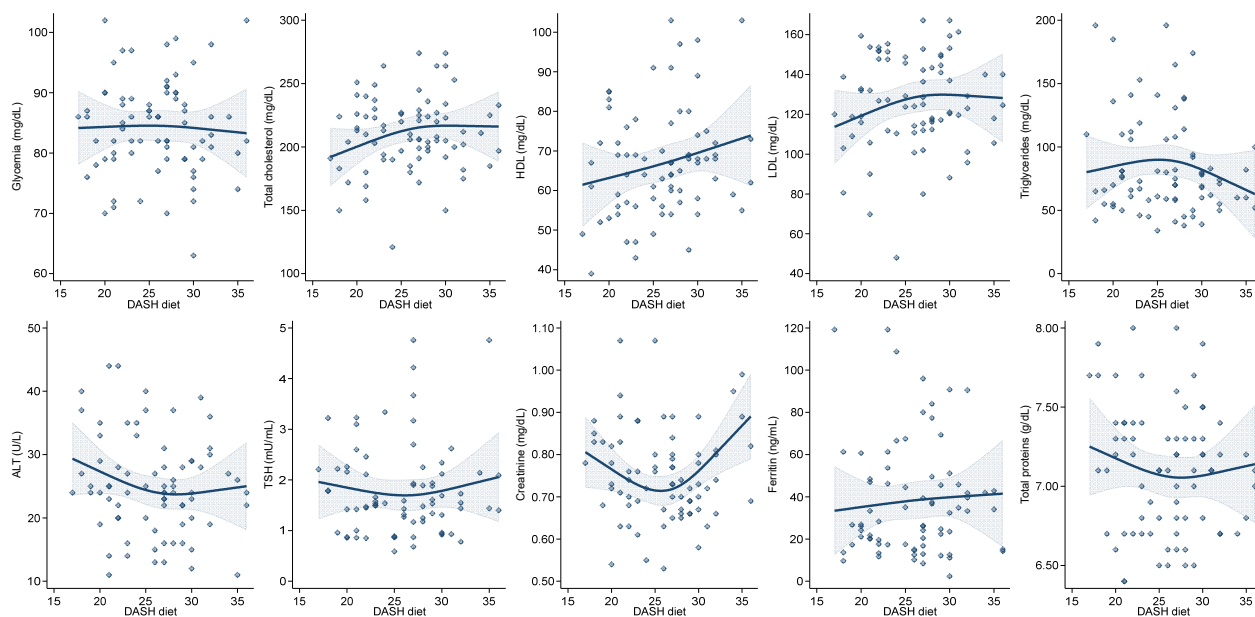 Glycemia (mg/dL)
100
90
80
70
60
15 20 25 30 35
DASH diet
Total cholesterol (mg/dL)
300
250
200
150
100
15 20 25 30 35
DASH diet
HDL (mg/dL)
100
90
80
70
60
50
40
15 20 25 30 35
DASH diet
LDL (mg/dL)
160
140
120
100
80
60
40
15 20 25 30 35
DASH diet
Triglycerides (mg/dL)
200
150
100
50
0
15 20 25 30 35
DASH diet
ALT (U/L)
50
40
30
20
10
15 20 25 30 35
DASH diet
TSH (mU/mL)
5
4
3
2
1
0
15 20 25 30 35
DASH diet
Creatinine (mg/dL)
1.10
1.00
0.90
0.80
0.70
0.60
0.50
15 20 25 30 35
DASH diet
Ferritin (ng/mL)
120
100
80
60
40
20
0
15 20 25 30 35
DASH diet
Total proteins (g/dL)
8.00
7.50
7.00
6.50
15 20 25 30 35
DASH diet